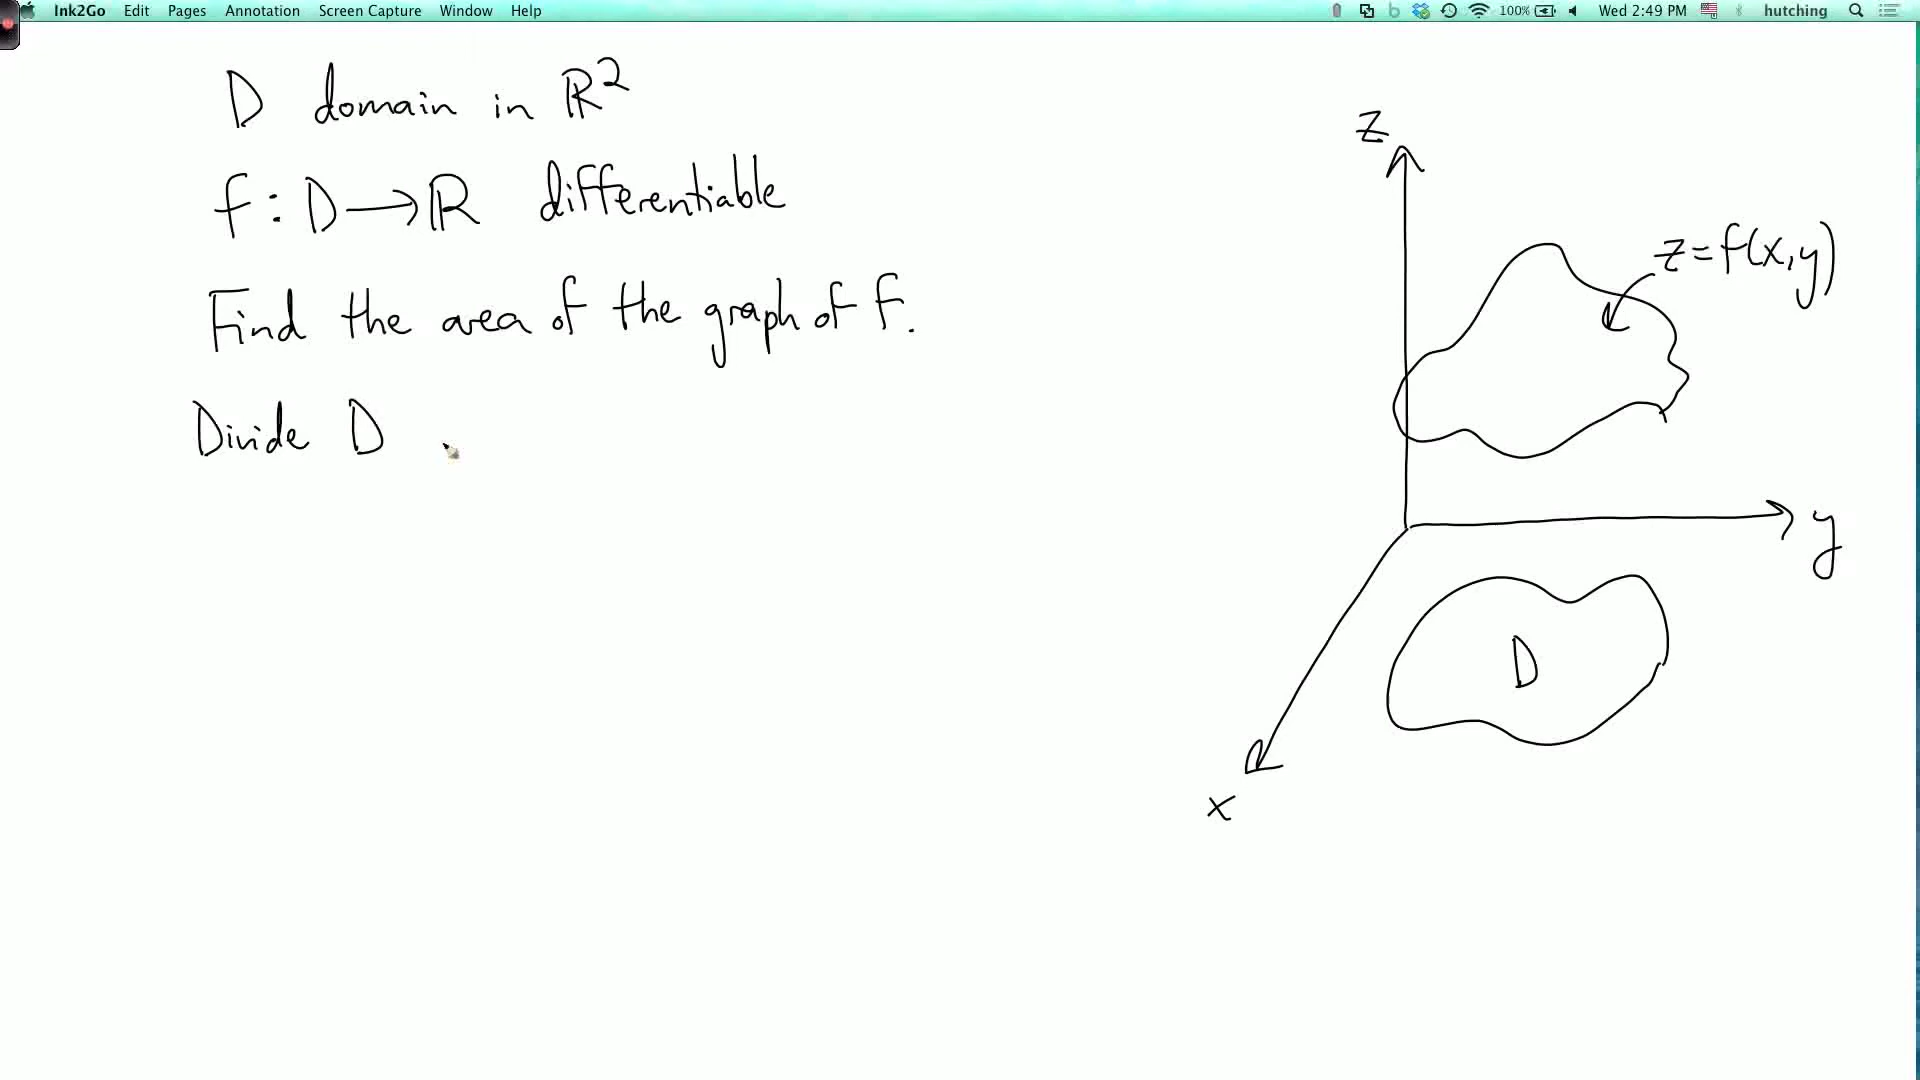 Ink2Go Edit Pages Annotation Screen Capture Window Help 100% Wed 2:49 PM hutching
D domain in ℝ²
f : D → ℝ differentiable
Find the area of the graph of f.
Divide D
z
z = f(x,y)
y
D
x